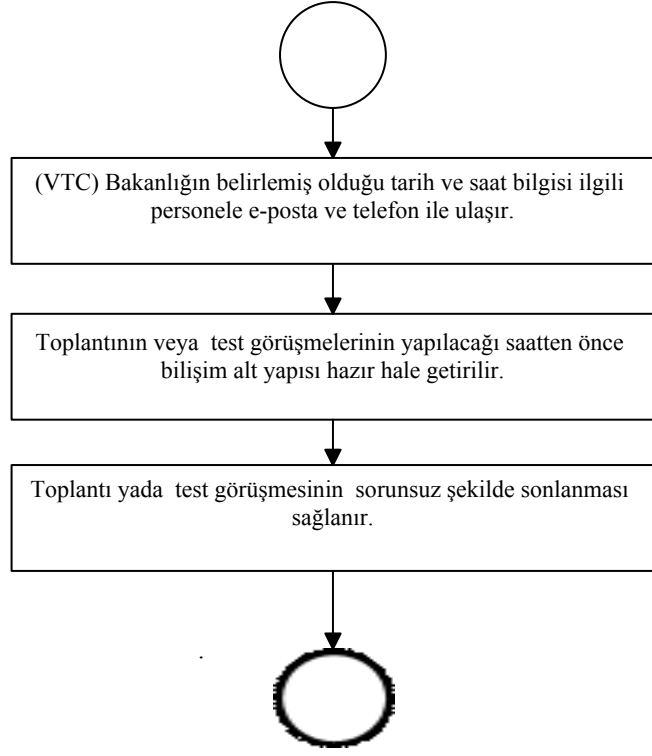 (VTC) Bakanlığın belirlemiş olduğu tarih ve saat bilgisi ilgili
personele e-posta ve telefon ile ulaşır.
Toplantının veya  test görüşmelerinin yapılacağı saatten önce
bilişim alt yapısı hazır hale getirilir.
Toplantı yada  test görüşmesinin  sorunsuz şekilde sonlanması
sağlanır.
.